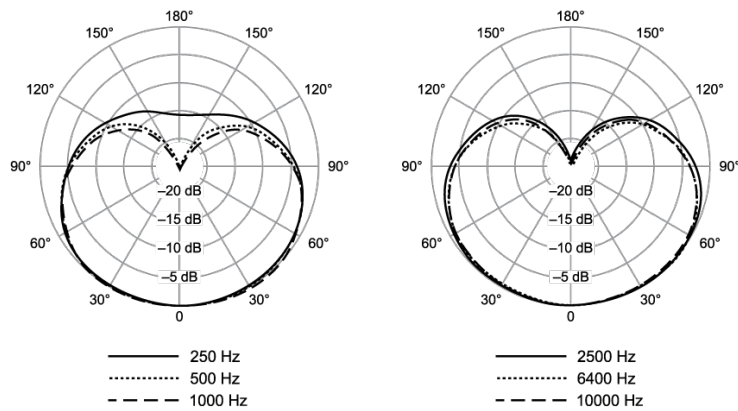 180°
150° 150°
120° 120°
90° 90°
60° 60°
30° 30°
0
–20 dB
–15 dB
–10 dB
–5 dB
250 Hz
500 Hz
1000 Hz
180°
150° 150°
120° 120°
90° 90°
60° 60°
30° 30°
0
–20 dB
–15 dB
–10 dB
–5 dB
2500 Hz
6400 Hz
10000 Hz